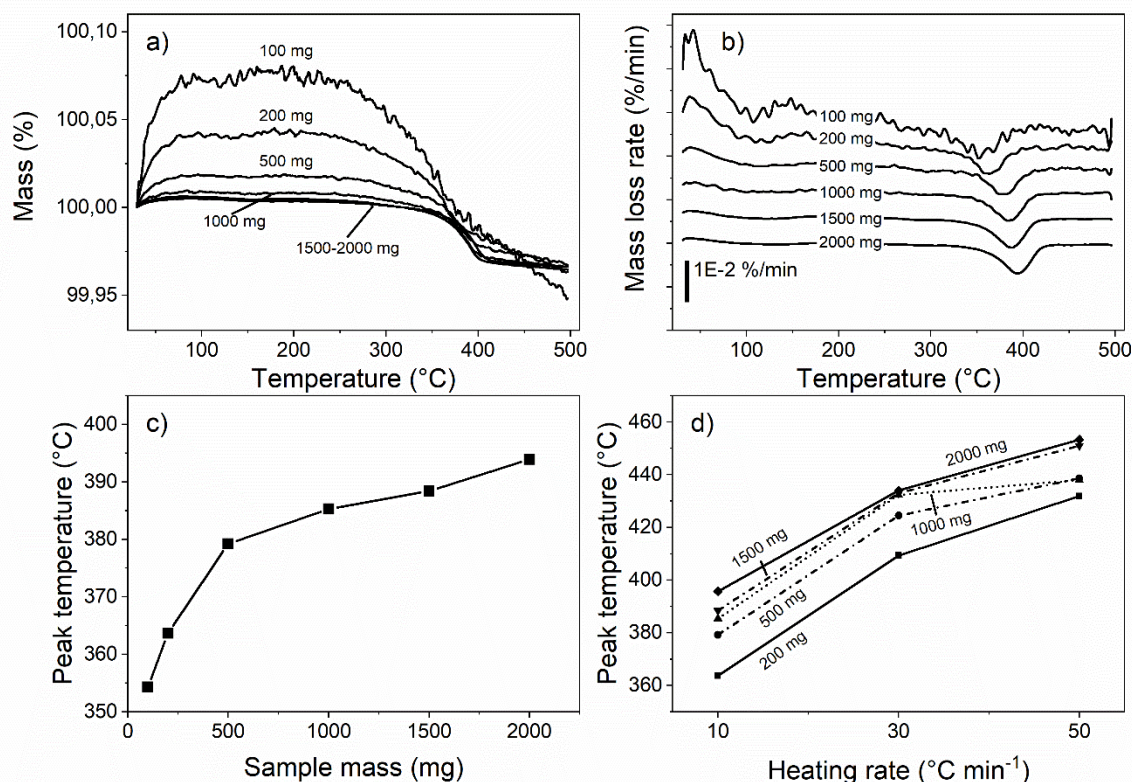 a)
100,10
100,05
100,00
99,95
Mass (%)
100 mg
200 mg
500 mg
1000 mg
1500-2000 mg
100 200 300 400 500
Temperature (°C)
b)
Mass loss rate (%/min)
100 mg
200 mg
500 mg
1000 mg
1500 mg
2000 mg
1E-2 %/min
0 100 200 300 400 500
Temperature (°C)
c)
400
390
380
370
360
350
Peak temperature (°C)
0 500 1000 1500 2000
Sample mass (mg)
d)
460
440
420
400
380
360
Peak temperature (°C)
2000 mg
1000 mg
1500 mg
500 mg
200 mg
10 30 50
Heating rate (°C min⁻¹)